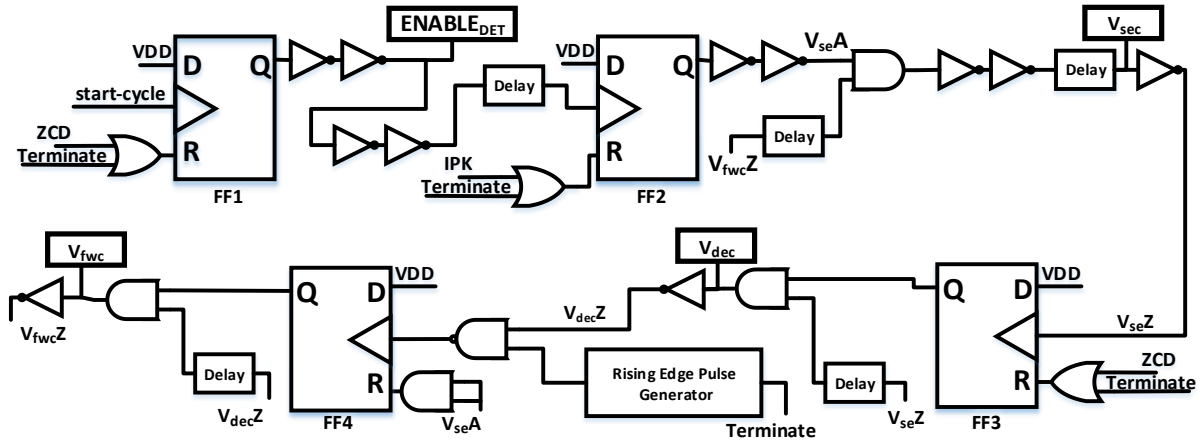 ENABLE_DET
VDD
D
Q
start-cycle
ZCD
Terminate
R
FF1
Delay
VDD
D
Q
IPK
Terminate
R
FF2
V_seA
V_fwcZ
Delay
Delay
V_sec
V_fwc
V_fwcZ
Delay
V_decZ
Q
D
VDD
R
FF4
V_seA
V_decZ
V_dec
Rising Edge Pulse
Generator
Terminate
Delay
V_seZ
Q
D
VDD
R
FF3
V_seZ
ZCD
Terminate